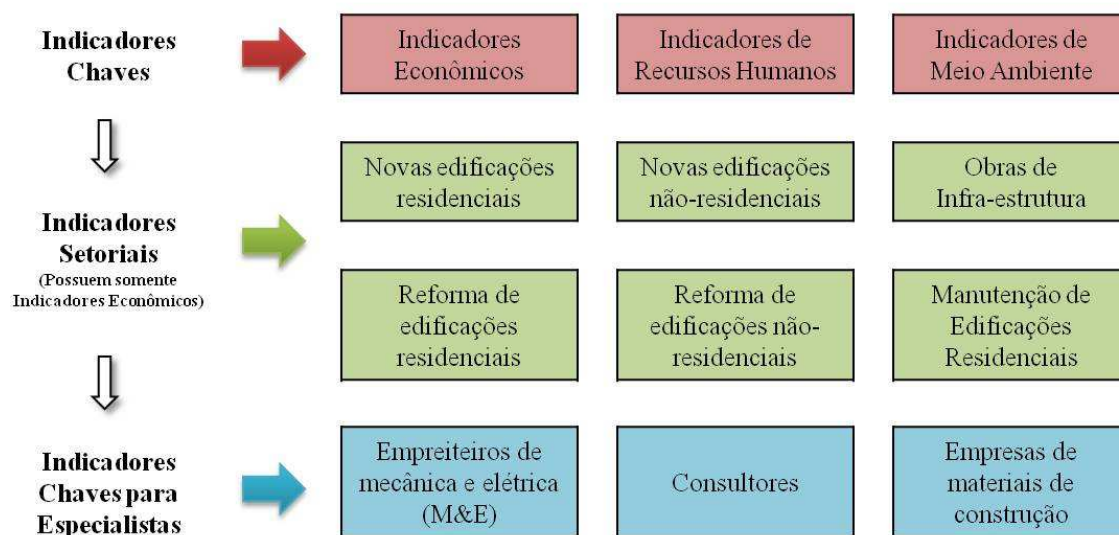 Indicadores
Chaves
Indicadores
Econômicos
Indicadores de
Recursos Humanos
Indicadores de
Meio Ambiente
Indicadores
Setoriais
(Possuem somente
Indicadores Econômicos)
Novas edificações
residenciais
Novas edificações
não-residenciais
Obras de
Infra-estrutura
Reforma de
edificações
residenciais
Reforma de
edificações não-
residenciais
Manutenção de
Edificações
Residenciais
Indicadores
Chaves para
Especialistas
Empreiteiros de
mecânica e elétrica
(M&E)
Consultores
Empresas de
materiais de
construção